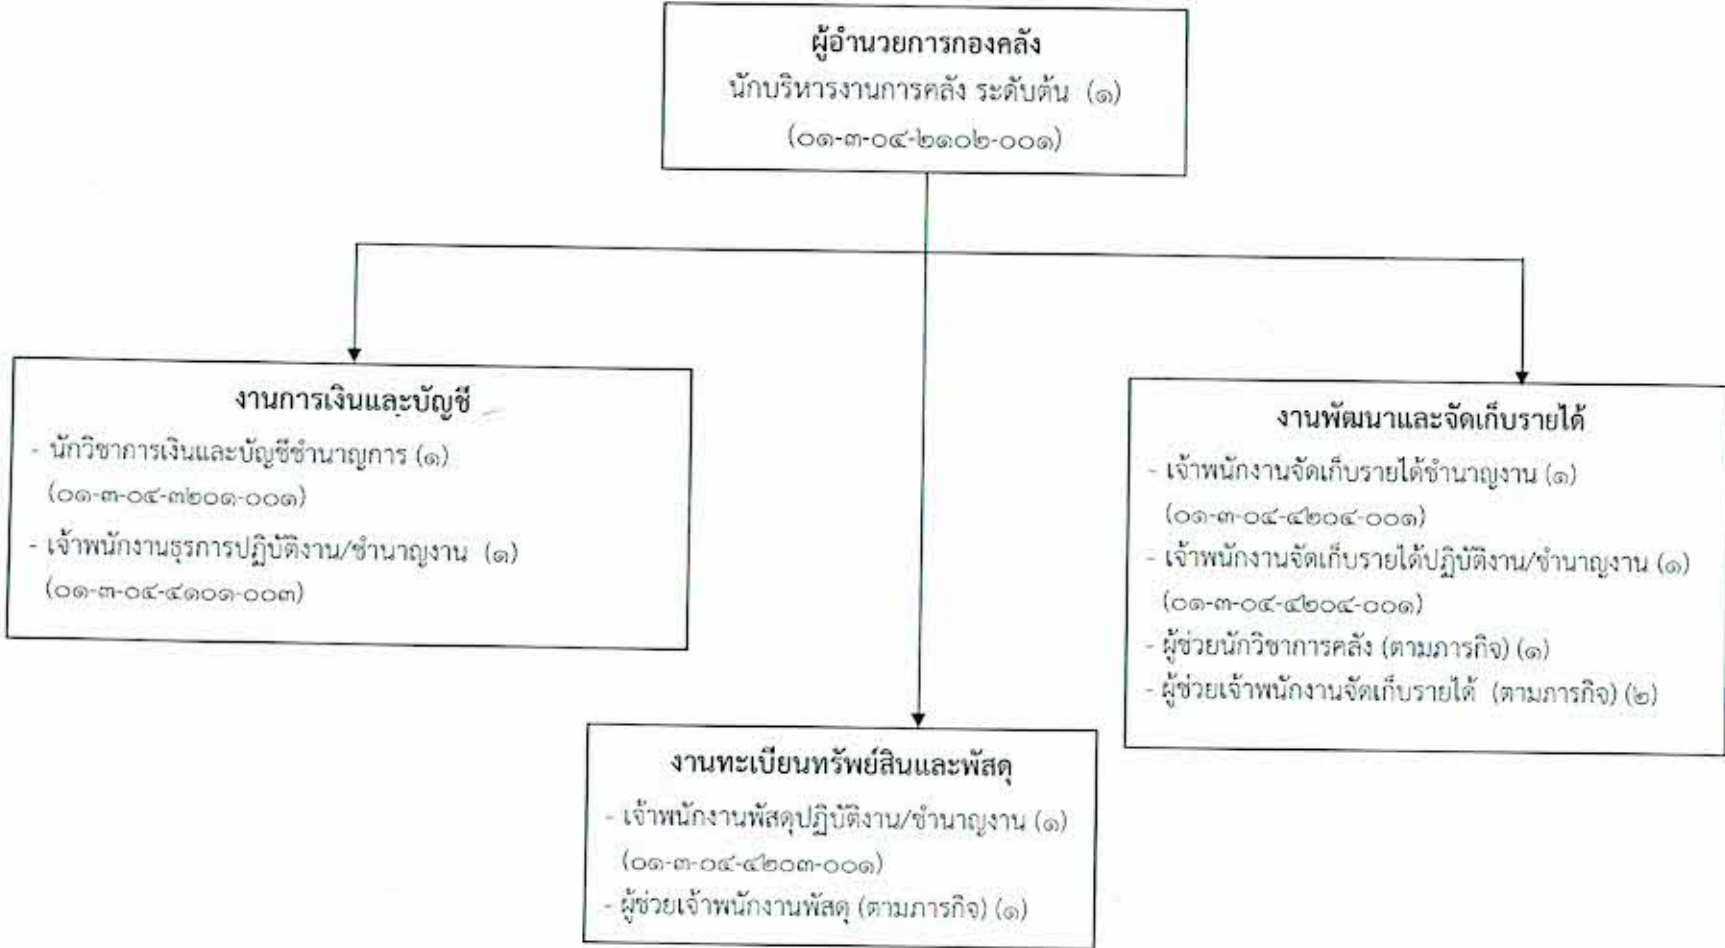 ผู้อำนวยการกองคลัง
นักบริหารงานการคลัง ระดับต้น (๑)
(๐๑-๓-๐๔-๒๑๐๒-๐๐๑)
งานการเงินและบัญชี
- นักวิชาการเงินและบัญชีชำนาญการ (๑)
(๐๑-๓-๐๔-๓๒๐๑-๐๐๑)
- เจ้าพนักงานธุรการปฏิบัติงาน/ชำนาญงาน (๑)
(๐๑-๓-๐๔-๔๑๐๑-๐๐๓)
งานทะเบียนทรัพย์สินและพัสดุ
- เจ้าพนักงานพัสดุปฏิบัติงาน/ชำนาญงาน (๑)
(๐๑-๓-๐๔-๔๒๐๓-๐๐๑)
- ผู้ช่วยเจ้าพนักงานพัสดุ (ตามภารกิจ) (๑)
งานพัฒนาและจัดเก็บรายได้
- เจ้าพนักงานจัดเก็บรายได้ชำนาญงาน (๑)
(๐๑-๓-๐๔-๔๒๐๔-๐๐๑)
- เจ้าพนักงานจัดเก็บรายได้ปฏิบัติงาน/ชำนาญงาน (๑)
(๐๑-๓-๐๔-๔๒๐๔-๐๐๑)
- ผู้ช่วยนักวิชาการคลัง (ตามภารกิจ) (๑)
- ผู้ช่วยเจ้าพนักงานจัดเก็บรายได้ (ตามภารกิจ) (๒)